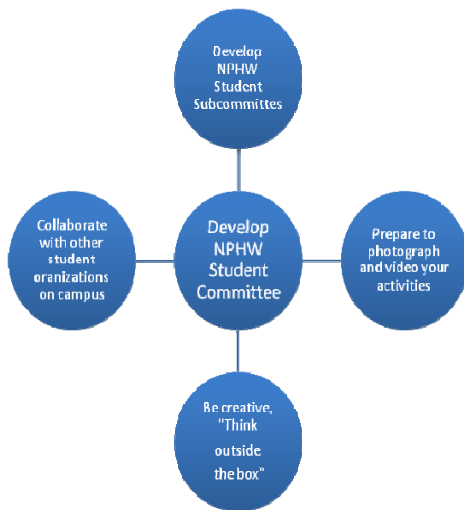 Develop
NPHW
Student
Subcommittes
Collaborate
with other
student
oranizations
on campus
Develop
NPHW
Student
Committee
Prepare to
photograph
and video your
activities
Be creative,
"Think
outside
the box"